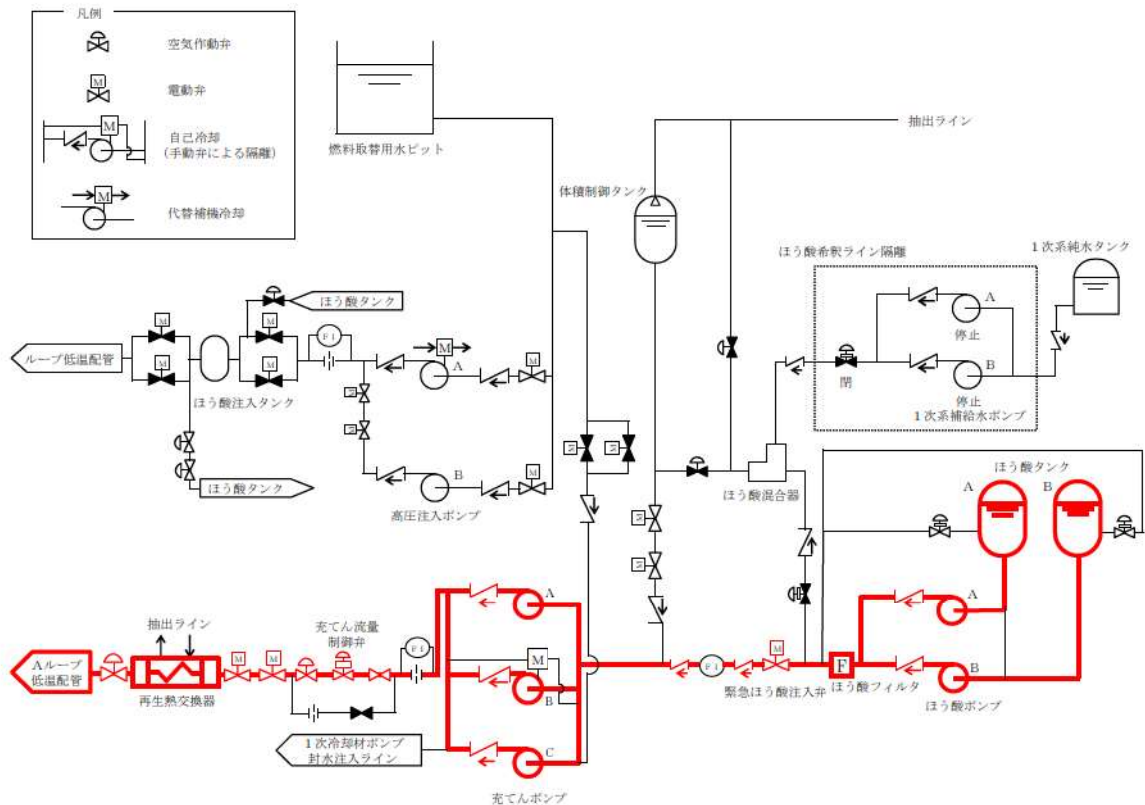 凡例
空気作動弁
M
電動弁
M
自己冷却
(手動弁による隔離)
M
代替補機冷却
燃料取替用水ピット
抽出ライン
体積制御タンク
ほう酸希釈ライン隔離
1次系純水タンク
A
停止
B
停止
閉
1次系補給水ポンプ
ほう酸タンク
M
M
F I
M
A
M
ループ低温配管
M
M
ほう酸注入タンク
M
M
B
M
ほう酸タンク
高圧注入ポンプ
M
M
ほう酸混合器
ほう酸タンク
A
B
M
M
抽出ライン
充てん流量
制御弁
F I
A
A
Aループ
低温配管
M
M
M
B
F I
M
F
B
再生熱交換器
緊急ほう酸注入弁
ほう酸フィルタ
ほう酸ポンプ
1次冷却材ポンプ
封水注入ライン
C
充てんポンプ